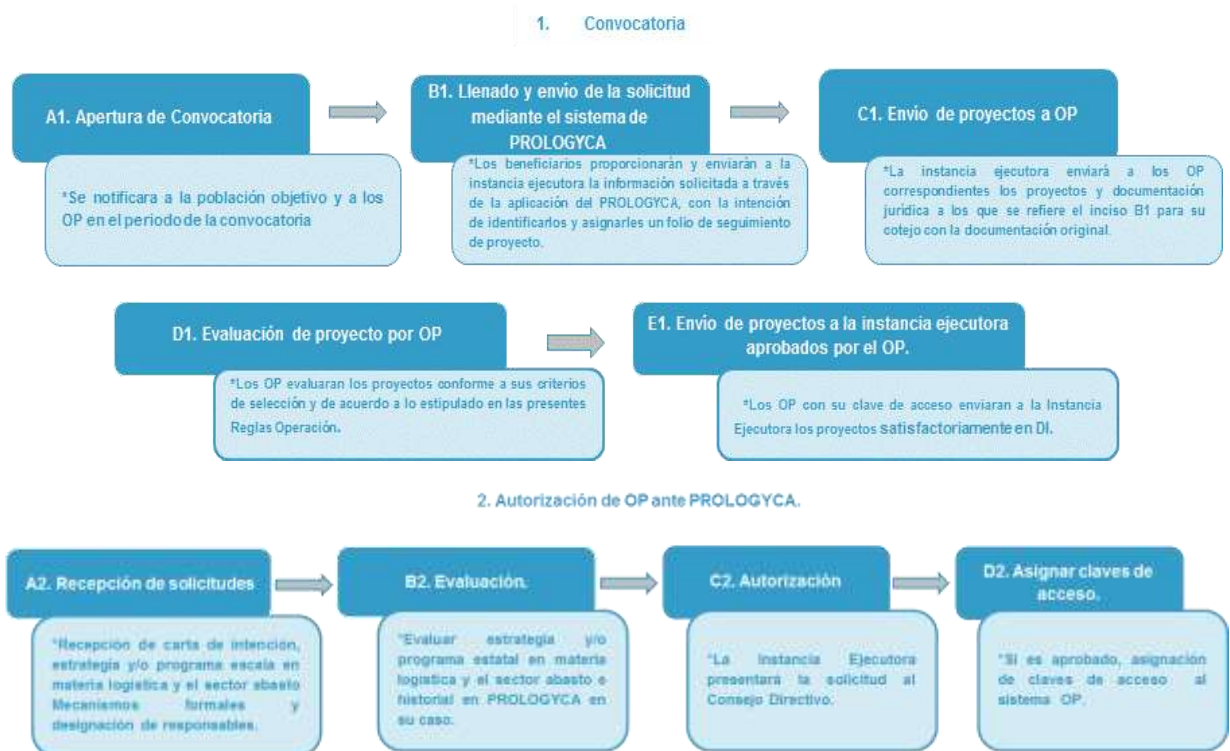 1. Convocatoria
A1. Apertura de Convocatoria
*Se notificara a la población objetivo y a los
OP en el periodo de la convocatoria
B1. Llenado y envío de la solicitud
mediante el sistema de
PROLOGYCA
*Los beneficiarios proporcionarán y enviarán a la
instancia ejecutora la información solicitada a través
de la aplicación del PROLOGYCA, con la intención
de identificarlos y asignarles un folio de seguimiento
de proyecto.
C1. Envío de proyectos a OP
*La instancia ejecutora enviará a los OP
correspondientes los proyectos y documentación
jurídica a los que se refiere el inciso B1 para su
cotejo con la documentación original.
D1. Evaluación de proyecto por OP
*Los OP evaluaran los proyectos conforme a sus criterios
de selección y de acuerdo a lo estipulado en las presentes
Reglas Operación.
E1. Envío de proyectos a la instancia ejecutora
aprobados por el OP.
*Los OP con su clave de acceso enviaran a la Instancia
Ejecutora los proyectos satisfactoriamente en DI.
2. Autorización de OP ante PROLOGYCA.
A2. Recepción de solicitudes
*Recepción de carta de intención,
estrategia y/o programa escala en
materia logística y el sector abasto
Mecanismos formales y
designación de responsables.
B2. Evaluación.
*Evaluar estrategia y/o
programa estatal en materia
logística y el sector abasto e
historial en PROLOGYCA en
su caso.
C2. Autorización
*La Instancia Ejecutora
presentará la solicitud al
Consejo Directivo.
D2. Asignar claves de
acceso.
*Si es aprobado, asignación
de claves de acceso al
sistema OP.